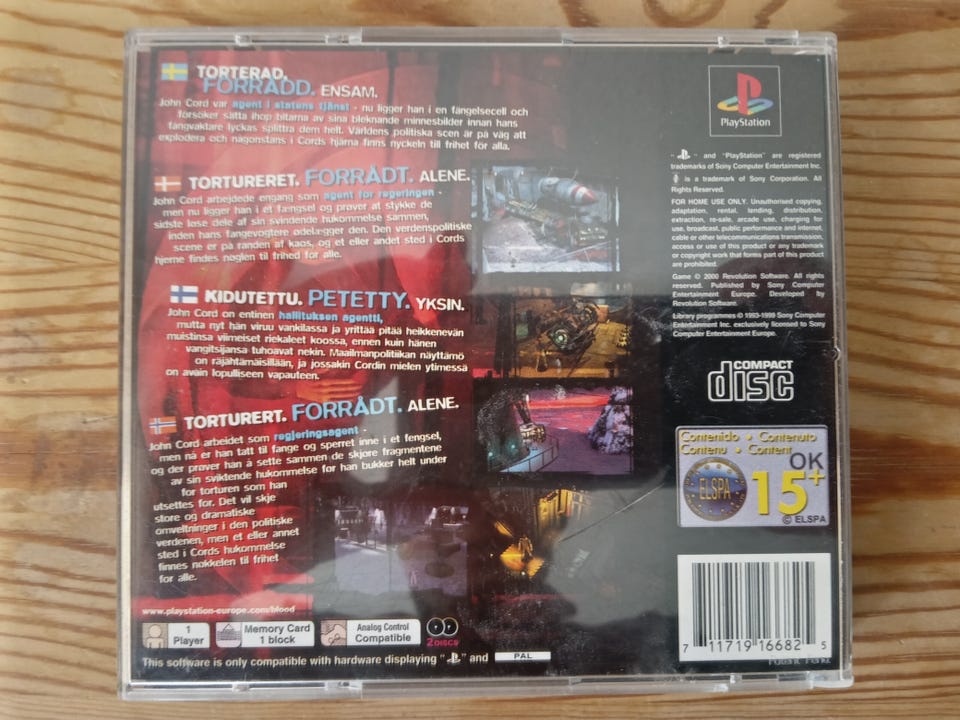 TORTERAD.
FÖRRÅDD. ENSAM.
John Cord var agent i statens tjänst - nu ligger han i en fängelsecell och
försöker sätta ihop bitarna av sina bleknande minnesbilder innan hans
fångvaktare lyckas splittra dem helt. Världens politiska scen är på väg att
explodera och någonstans i Cords hjärna finns nyckeln till frihet för alla.
TORTURERET. FORRÅDT. ALENE.
John Cord arbejdede engang som agent for regeringen -
men nu ligger han i et fængsel og prøver at stykke de
sidste løse dele af sin svindende hukommelse sammen,
inden hans fangevogtere ødelægger den. Den verdenspolitiske
scene er på randen af kaos, og et eller andet sted i Cords
hjerne findes nøglen til frihed for alle.
KIDUTETTU. PETETTY. YKSIN.
John Cord on entinen hallituksen agentti,
mutta nyt hän viruu vankilassa ja yrittää pitää heikkenevän
muistinsa viimeiset riekaleet koossa, ennen kuin hänen
vangitsijansa tuhoavat nekin. Maailmanpolitiikan näyttämö
on räjähtämäisillään, ja jossakin Cordin mielen ytimessä
on avain lopulliseen vapauteen.
TORTURERT. FORRÅDT. ALENE.
John Cord arbeidet som regjeringsagent -
men nå er han tatt til fange og sperret inne i et fengsel,
og der prøver han å sette sammen de skjøre fragmentene
av sin sviktende hukommelse før han bukker helt under
for torturen som han
utsettes for. Det vil skje
store og dramatiske
omveltninger i den politiske
verdenen, men et eller annet
sted i Cords hukommelse
finnes nøkkelen til frihet
for alle.
www.playstation-europe.com/blood
1
Player
Memory Card
1 block
Analog Control
Compatible
2 DISCS
This software is only compatible with hardware displaying " " and PAL
PlayStation
" " and "PlayStation" are registered
trademarks of Sony Computer Entertainment Inc.
is a trademark of Sony Corporation. All
Rights Reserved.
FOR HOME USE ONLY. Unauthorised copying,
adaptation, rental, lending, distribution,
extraction, re-sale, arcade use, charging for
use, broadcast, public performance and internet,
cable or other telecommunications transmission,
access or use of this product or any trademark
or copyright work that forms part of this product
are prohibited.
Game © 2000 Revolution Software. All rights
reserved. Published by Sony Computer
Entertainment Europe. Developed by
Revolution Software.
Library programmes © 1993-1999 Sony Computer
Entertainment Inc. exclusively licensed to Sony
Computer Entertainment Europe.
COMPACT
disc
Contenido • Contenuto
Contenu • Content
OK
ELSPA
15+
© ELSPA
7 11719 16682 5